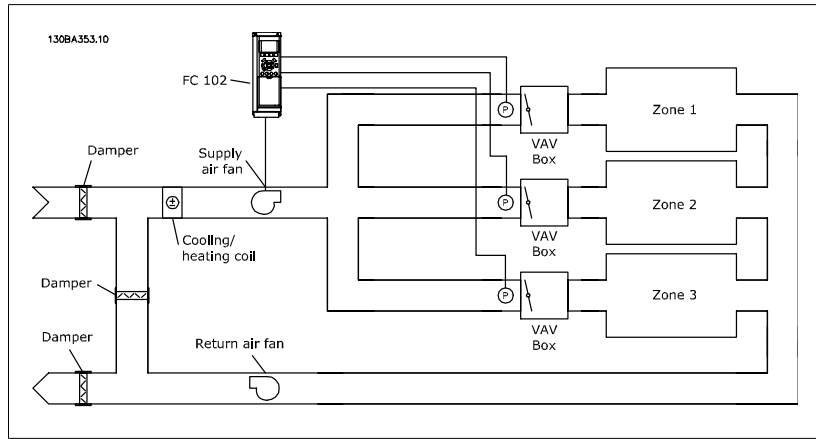 130BA353.10
FC 102
P
Zone 1
VAV
Box
Damper
Supply
air fan
P
Zone 2
VAV
Box
Cooling/
heating coil
Damper
P
Zone 3
VAV
Box
Damper
Return air fan